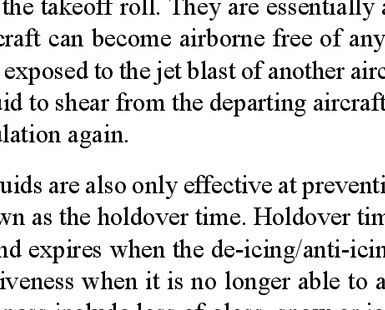 the takeoff roll. They are essentially
craft can become airborne free of any
exposed to the jet blast of another airc
uid to shear from the departing aircraft
ulation again.
uids are also only effective at preventi
wn as the holdover time. Holdover tim
nd expires when the de-icing/anti-icin
iveness when it is no longer able to a